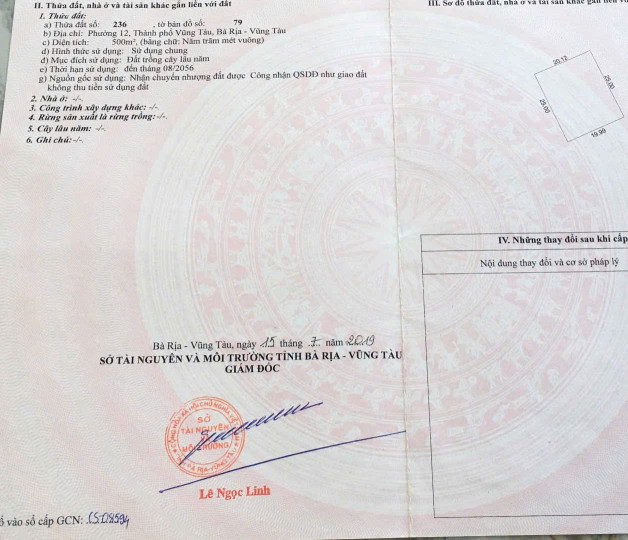 II. Thửa đất, nhà ở và tài sản khác gắn liền với đất
1. Thửa đất:
a) Thửa đất số: 236 , tờ bản đồ số: 79
b) Địa chỉ: Phường 12, Thành phố Vũng Tàu, Bà Rịa - Vũng Tàu
c) Diện tích: 500m², (bằng chữ: Năm trăm mét vuông)
d) Hình thức sử dụng: Sử dụng chung
đ) Mục đích sử dụng: Đất trồng cây lâu năm
e) Thời hạn sử dụng: đến tháng 08/2056
g) Nguồn gốc sử dụng: Nhận chuyển nhượng đất được Công nhận QSDĐ như giao đất
không thu tiền sử dụng đất
2. Nhà ở: -/-
3. Công trình xây dựng khác: -/-
4. Rừng sản xuất là rừng trồng: -/-
5. Cây lâu năm: -/-
6. Ghi chú: -/-
Bà Rịa - Vũng Tàu, ngày 15 tháng 7 năm 2019
SỞ TÀI NGUYÊN VÀ MÔI TRƯỜNG TỈNH BÀ RỊA - VŨNG TÀU
GIÁM ĐỐC
SỞ
TÀI NGUYÊN
MÔI TRƯỜNG
Lê Ngọc Linh
ố vào sổ cấp GCN: CS-08594
III. Sơ đồ thửa đất, nhà ở và tài sản khác gắn liền
20.12
25.00
25.00
19.99
IV. Những thay đổi sau khi cấp
Nội dung thay đổi và cơ sở pháp lý